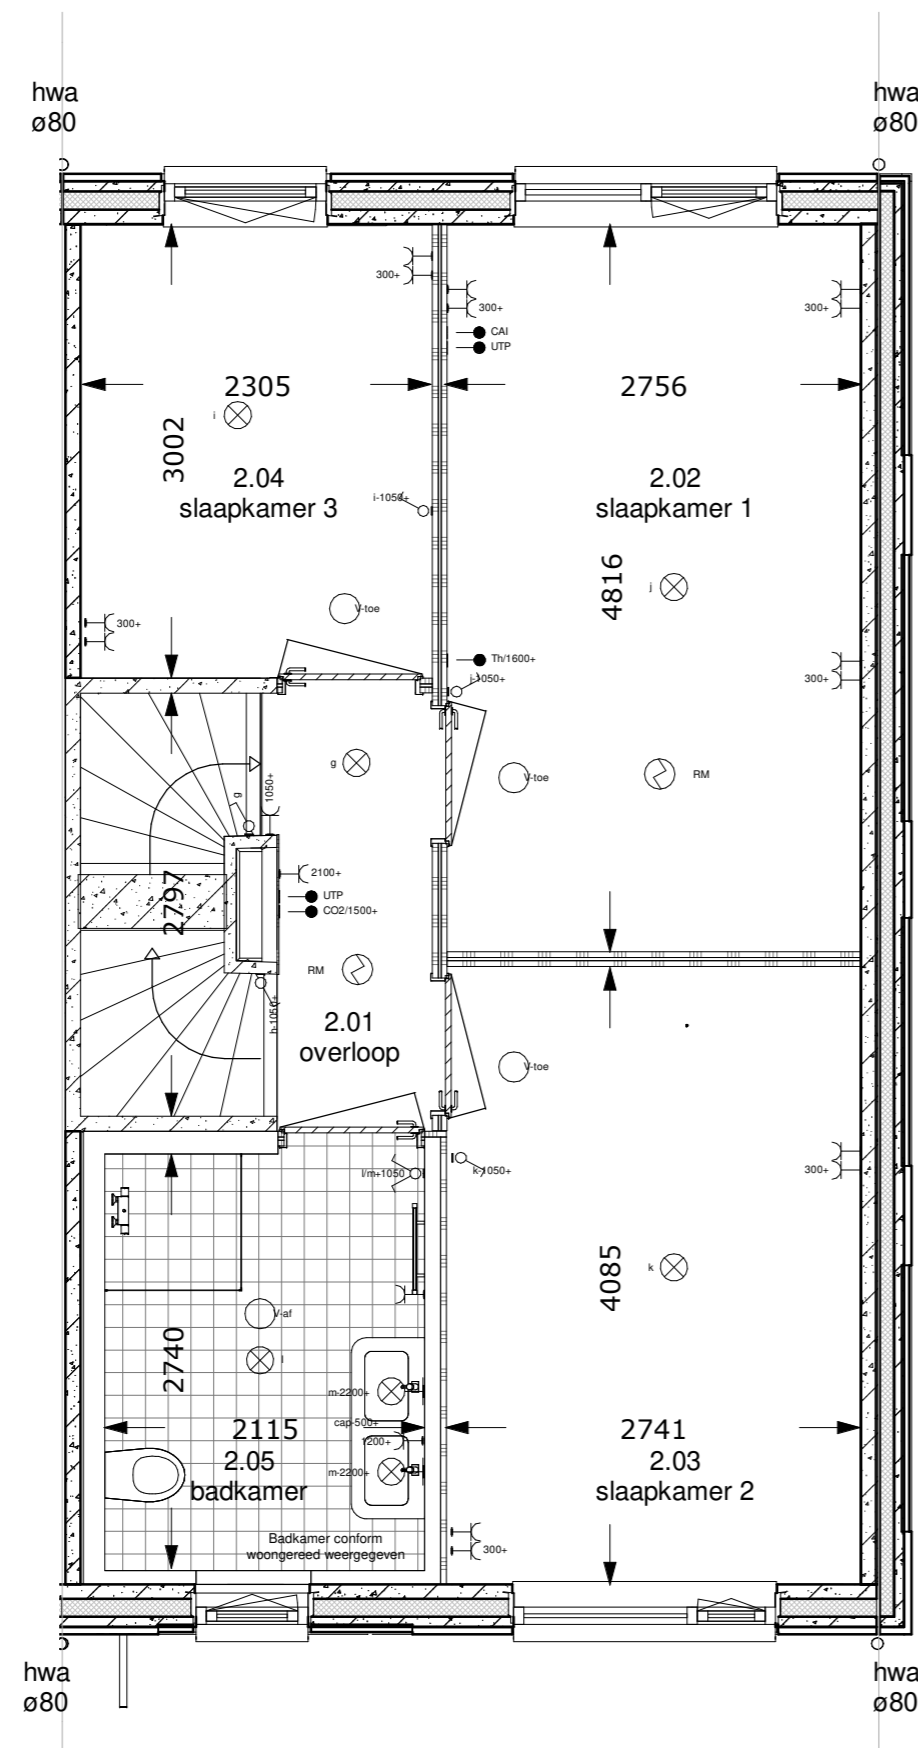 hwa
ø80
hwa
ø80
300+
300+
CAI
UTP
300+
2305
2756
i
3002
2.04
slaapkamer 3
2.02
slaapkamer 1
i-1050+
4816
j
V-toe
300+
Th/1600+
j-1050+
300+
g
V-toe
RM
g
1050+
2100+
2797
UTP
CO2/1500+
RM
h-1050+
2.01
overloop
V-toe
l/m+1050
k-1050+
300+
4085
k
V-af
l
2740
m-2200+
cap-500+
2115
1200+
2741
2.05
badkamer
m-2200+
2.03
slaapkamer 2
Badkamer conform
woongereed weergegeven
300+
hwa
ø80
hwa
ø80